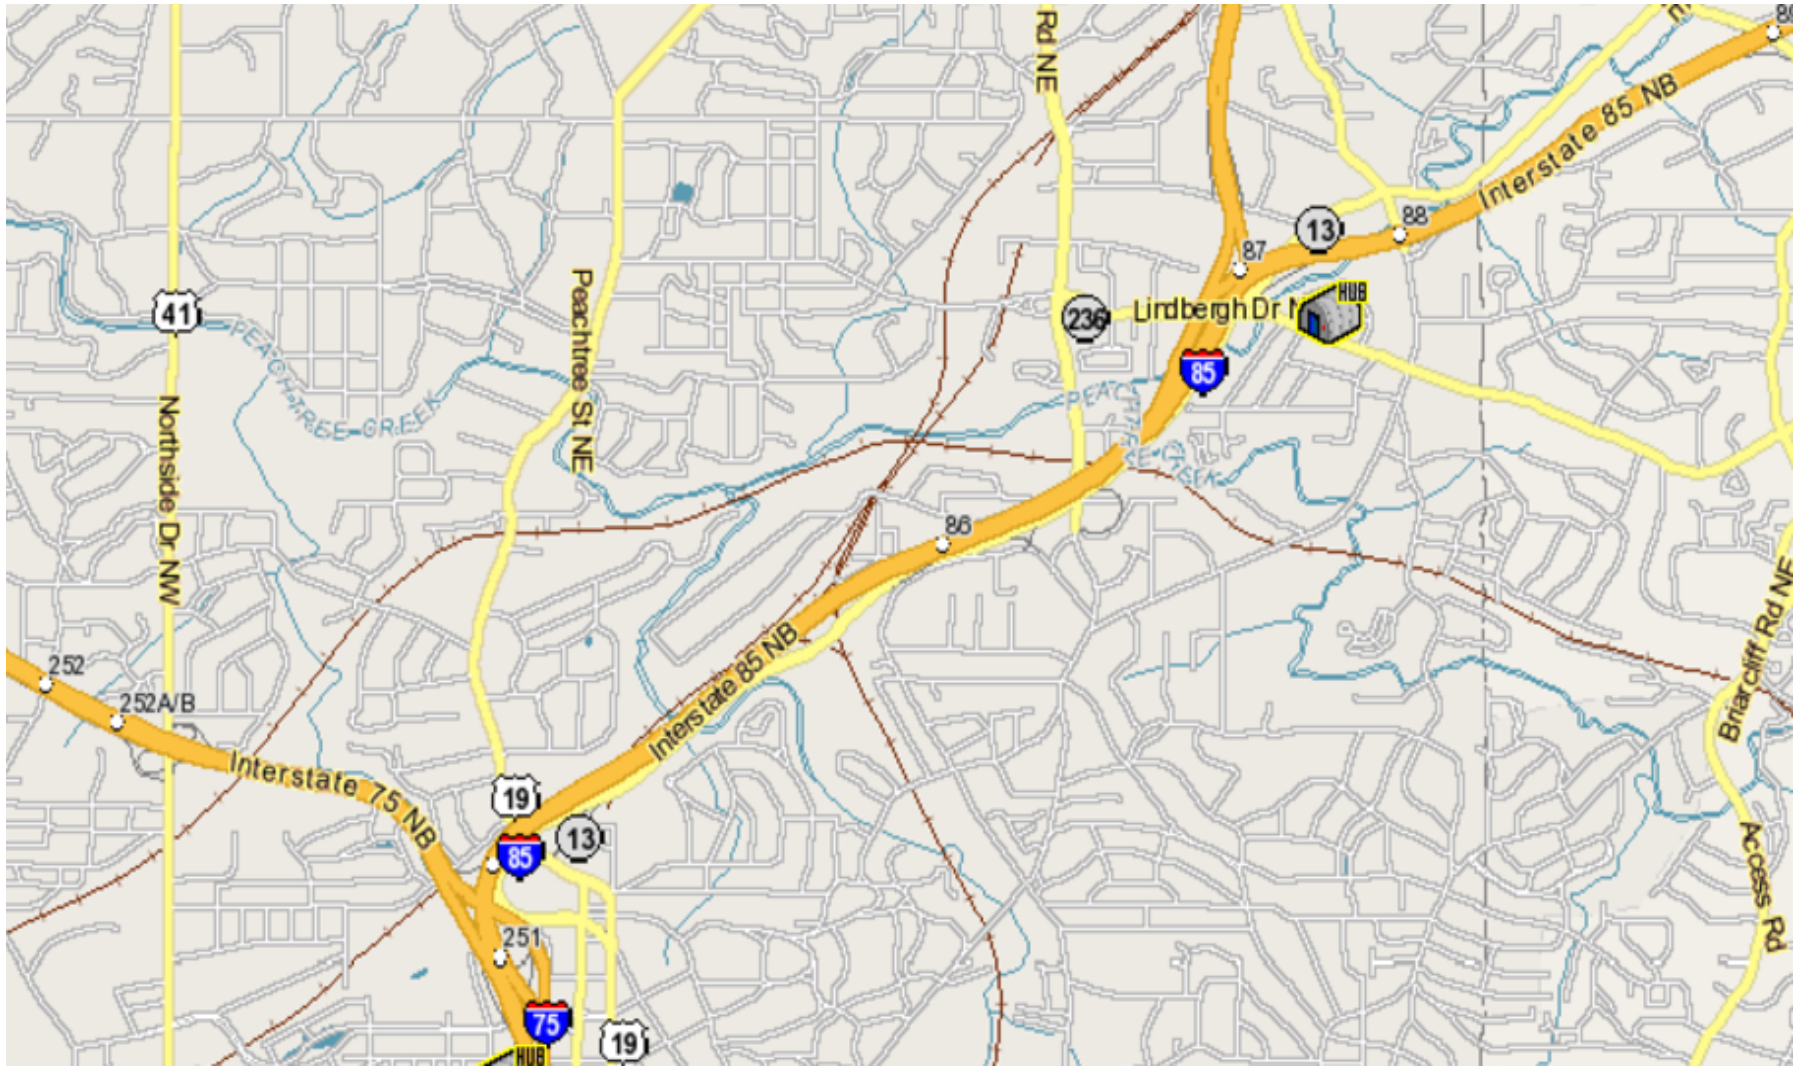 Rd NE
Interstate 85 NB
88
13
87
HUB
41
Peachtree St NE
236
Lindbergh Dr N
PEACHTREE CREEK
85
PEACHTREE CREEK
Northside Dr NW
86
252
252A/B
Interstate 85 NB
Briarcliff Rd NE
Interstate 75 NB
19
13
85
Access Rd
251
75
19
HUB